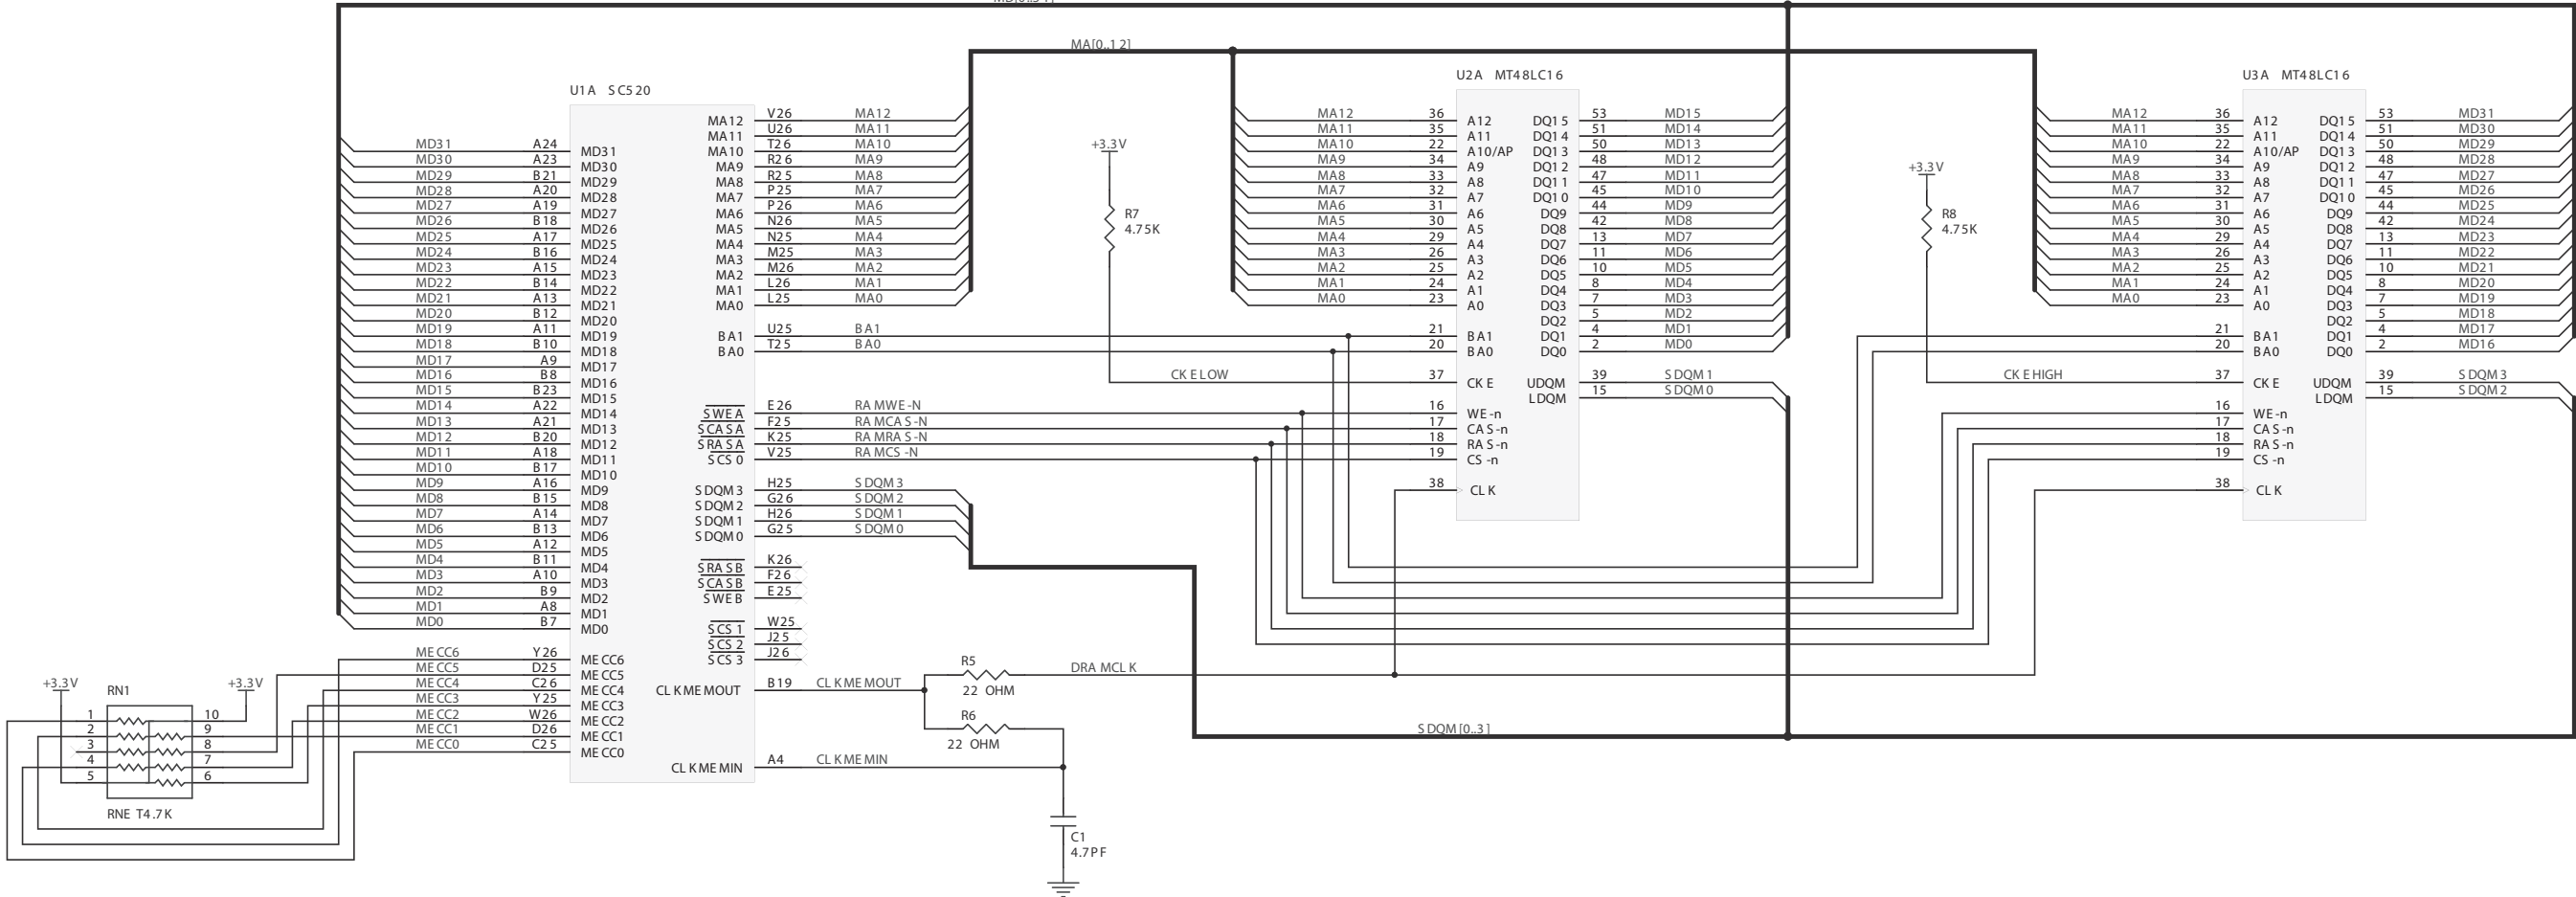 MA[0..12]
U1A SC520
MD31 A24 MD31
MD30 A23 MD30
MD29 B21 MD29
MD28 A20 MD28
MD27 A19 MD27
MD26 B18 MD26
MD25 A17 MD25
MD24 B16 MD24
MD23 A15 MD23
MD22 B14 MD22
MD21 A13 MD21
MD20 B12 MD20
MD19 A11 MD19
MD18 B10 MD18
MD17 A9 MD17
MD16 B8 MD16
MD15 B23 MD15
MD14 A22 MD14
MD13 A21 MD13
MD12 B20 MD12
MD11 A18 MD11
MD10 B17 MD10
MD9 A16 MD9
MD8 B15 MD8
MD7 A14 MD7
MD6 B13 MD6
MD5 A12 MD5
MD4 B11 MD4
MD3 A10 MD3
MD2 B9 MD2
MD1 A8 MD1
MD0 B7 MD0
MECC6 Y26 MECC6
MECC5 D25 MECC5
MECC4 C26 MECC4
MECC3 Y25 MECC3
MECC2 W26 MECC2
MECC1 D26 MECC1
MECC0 C25 MECC0
+3.3V
RN1
+3.3V
1 10
2 9
3 8
4 7
5 6
RNET4.7K
MA12 V26 MA12
MA11 U26 MA11
MA10 T26 MA10
MA9 R26 MA9
MA8 R25 MA8
MA7 P25 MA7
MA6 P26 MA6
MA5 N26 MA5
MA4 N25 MA4
MA3 M25 MA3
MA2 M26 MA2
MA1 L26 MA1
MA0 L25 MA0
BA1 U25 BA1
BA0 T25 BA0
SWEA E26 RAMWE-N
SCASA F25 RAMCAS-N
SRASA K25 RAMRAS-N
SCS0 V25 RAMCS-N
SDQM3 H25 SDQM3
SDQM2 G26 SDQM2
SDQM1 H26 SDQM1
SDQM0 G25 SDQM0
SRASB K26
SCASB F26
SWEB E25
SCS1 W25
SCS2 J25
SCS3 J26
CLKMEMOUT B19 CLKMEMOUT
CLKMEMIN A4 CLKMEMIN
R5
22 OHM
R6
22 OHM
DRAMCLK
C1
4.7PF
SDQM[0..3]
+3.3V
R7
4.75K
CKELOW
U2A MT48LC16
MA12 36 A12 DQ15 53 MD15
MA11 35 A11 DQ14 51 MD14
MA10 22 A10/AP DQ13 50 MD13
MA9 34 A9 DQ12 48 MD12
MA8 33 A8 DQ11 47 MD11
MA7 32 A7 DQ10 45 MD10
MA6 31 A6 DQ9 44 MD9
MA5 30 A5 DQ8 42 MD8
MA4 29 A4 DQ7 13 MD7
MA3 26 A3 DQ6 11 MD6
MA2 25 A2 DQ5 10 MD5
MA1 24 A1 DQ4 8 MD4
MA0 23 A0 DQ3 7 MD3
DQ2 5 MD2
21 BA1 DQ1 4 MD1
20 BA0 DQ0 2 MD0
37 CKE UDQM 39 SDQM1
LDQM 15 SDQM0
16 WE-n
17 CAS-n
18 RAS-n
19 CS-n
38 CLK
+3.3V
R8
4.75K
CKEHIGH
U3A MT48LC16
MA12 36 A12 DQ15 53 MD31
MA11 35 A11 DQ14 51 MD30
MA10 22 A10/AP DQ13 50 MD29
MA9 34 A9 DQ12 48 MD28
MA8 33 A8 DQ11 47 MD27
MA7 32 A7 DQ10 45 MD26
MA6 31 A6 DQ9 44 MD25
MA5 30 A5 DQ8 42 MD24
MA4 29 A4 DQ7 13 MD23
MA3 26 A3 DQ6 11 MD22
MA2 25 A2 DQ5 10 MD21
MA1 24 A1 DQ4 8 MD20
MA0 23 A0 DQ3 7 MD19
DQ2 5 MD18
21 BA1 DQ1 4 MD17
20 BA0 DQ0 2 MD16
37 CKE UDQM 39 SDQM3
LDQM 15 SDQM2
16 WE-n
17 CAS-n
18 RAS-n
19 CS-n
38 CLK